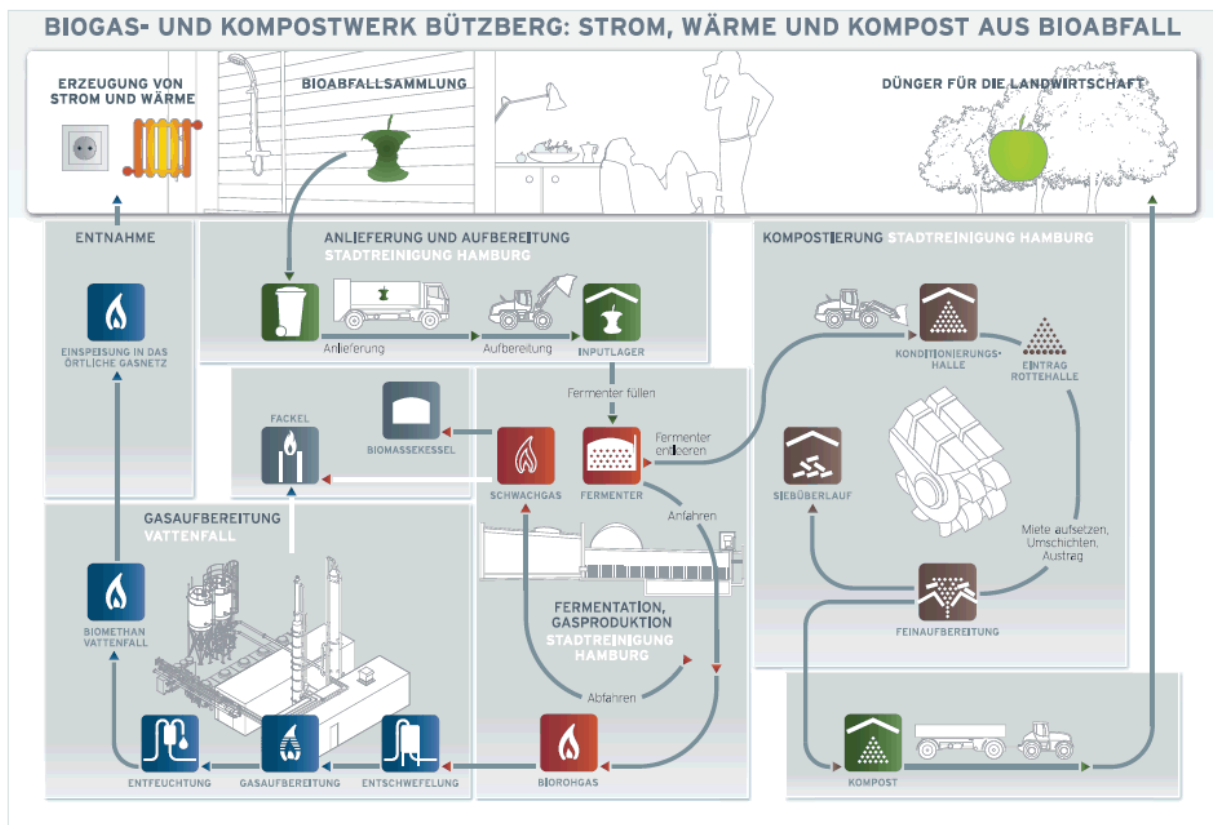 BIOGAS- UND KOMPOSTWERK BÜTZBERG: STROM, WÄRME UND KOMPOST AUS BIOABFALL
ERZEUGUNG VON
STROM UND WÄRME
BIOABFALLSAMMLUNG
DÜNGER FÜR DIE LANDWIRTSCHAFT
ENTNAHME
EINSPEISUNG IN DAS
ÖRTLICHE GASNETZ
ANLIEFERUNG UND AUFBEREITUNG
STADTREINIGUNG HAMBURG
Anlieferung
Aufbereitung
INPUTLAGER
KOMPOSTIERUNG STADTREINIGUNG HAMBURG
KONDITIONIERUNGS-
HALLE
EINTRAG
ROTTEHALLE
Fermenter füllen
FACKEL
BIOMASSEKESSEL
SCHWACHGAS
FERMENTER
Fermenter
entleeren
Anfahren
SIEBÜBERLAUF
Miete aufsetzen,
Umschichten,
Austrag
FEINAUFBEREITUNG
GASAUFBEREITUNG
VATTENFALL
BIOMETHAN
VATTENFALL
FERMENTATION,
GASPRODUKTION
STADTREINIGUNG
HAMBURG
Abfahren
ENTFEUCHTUNG
GASAUFBEREITUNG
ENTSCHWEFELUNG
BIOROHGAS
KOMPOST